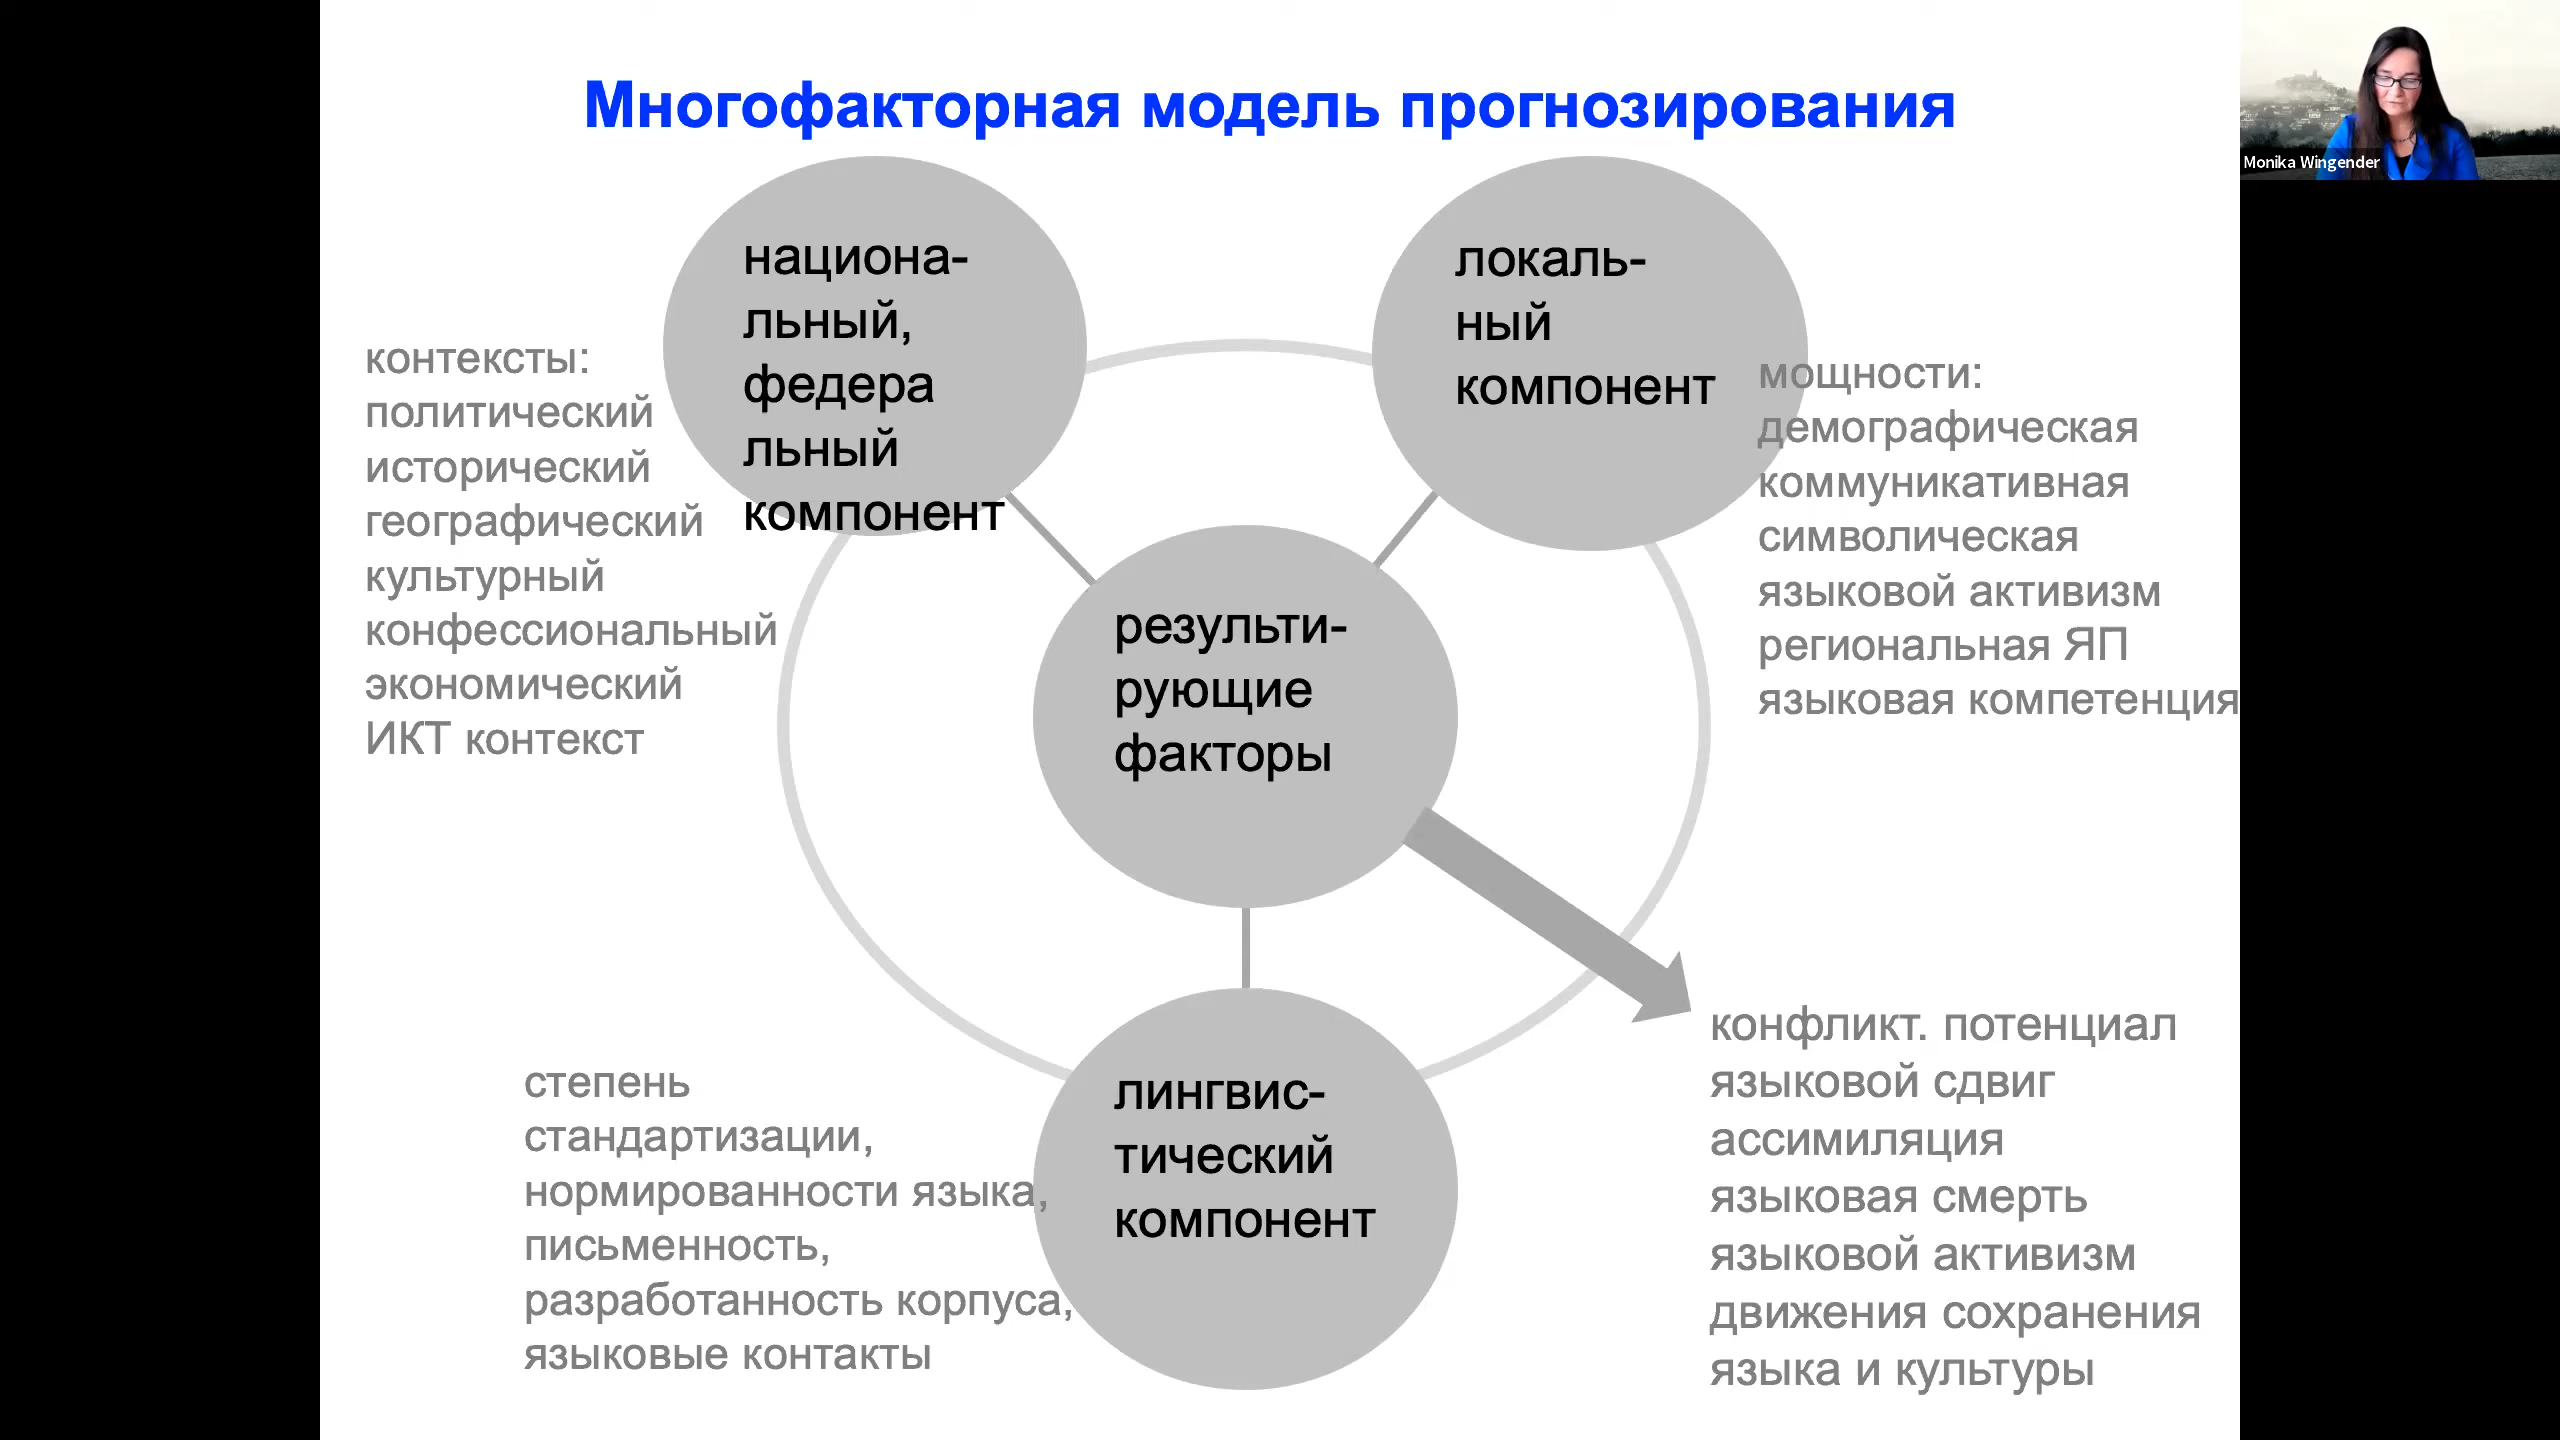 Многофакторная модель прогнозирования
Monika Wingender
национа-
льный,
федера
льный
компонент
локаль-
ный
компонент
контексты:
политический
исторический
географический
культурный
конфессиональный
экономический
ИКТ контекст
мощности:
демографическая
коммуникативная
символическая
языковой активизм
региональная ЯП
языковая компетенция
результи-
рующие
факторы
степень
стандартизации,
нормированности языка,
письменность,
разработанность корпуса,
языковые контакты
лингвис-
тический
компонент
конфликт. потенциал
языковой сдвиг
ассимиляция
языковая смерть
языковой активизм
движения сохранения
языка и культуры